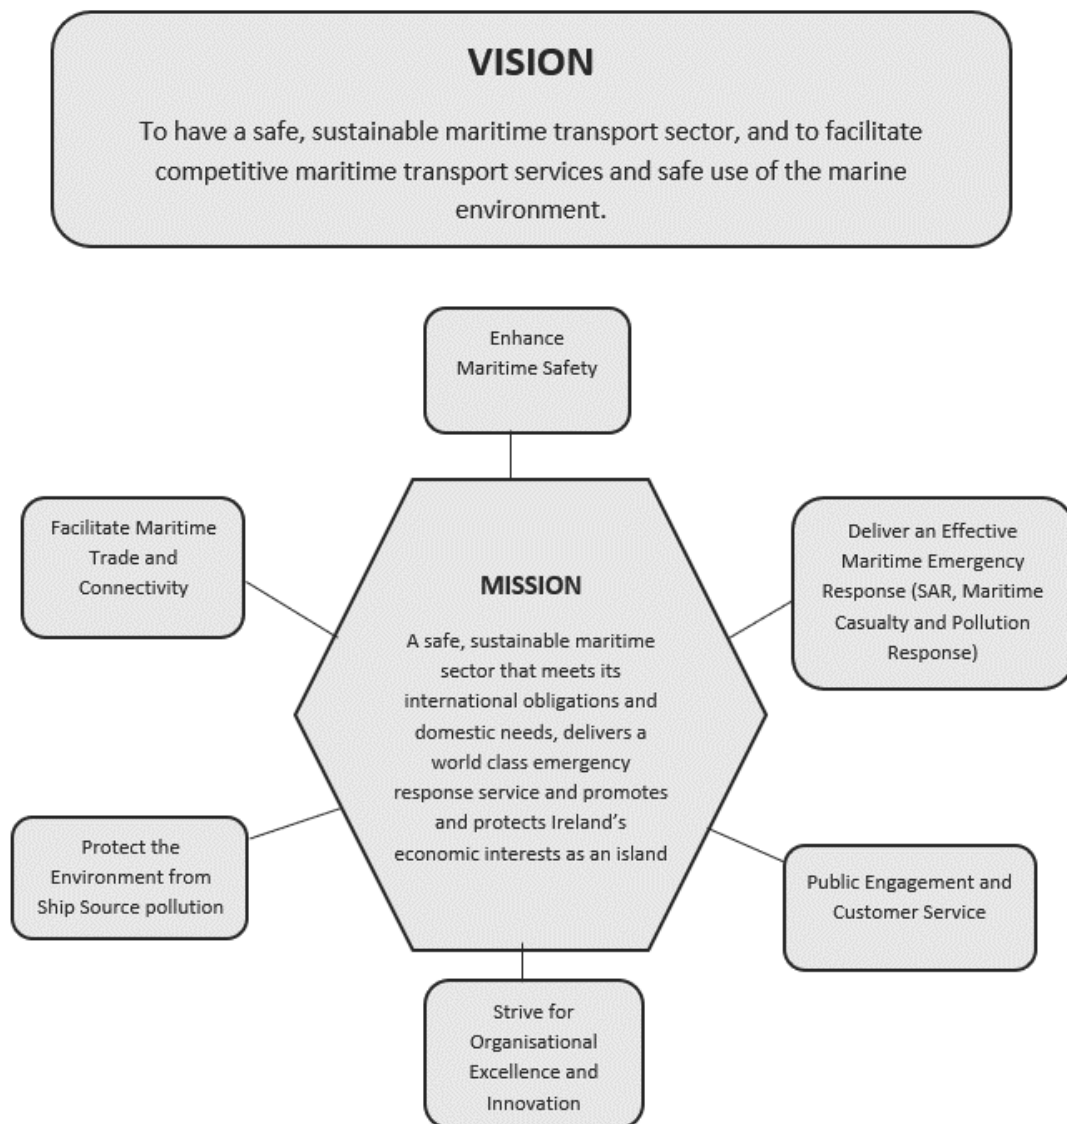 VISION
To have a safe, sustainable maritime transport sector, and to facilitate
competitive maritime transport services and safe use of the marine
environment.
Enhance
Maritime Safety
Facilitate Maritime
Trade and
Connectivity
Deliver an Effective
Maritime Emergency
Response (SAR, Maritime
Casualty and Pollution
Response)
MISSION
A safe, sustainable maritime
sector that meets its
international obligations and
domestic needs, delivers a
world class emergency
response service and promotes
and protects Ireland’s
economic interests as an island
Protect the
Environment from
Ship Source pollution
Public Engagement and
Customer Service
Strive for
Organisational
Excellence and
Innovation